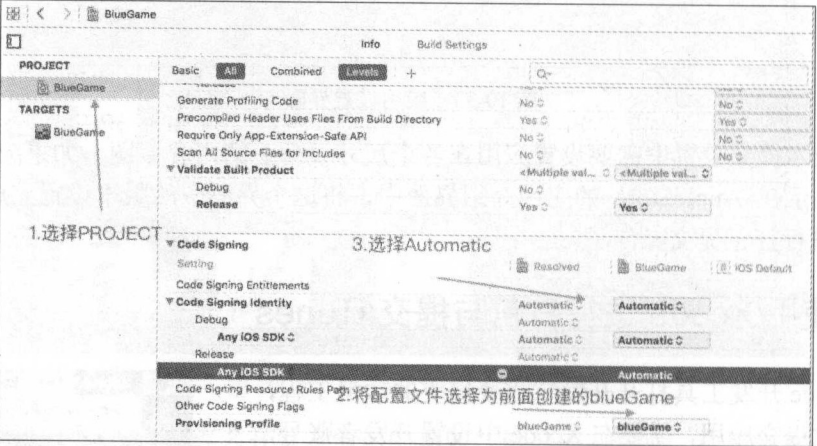 BlueGame
Info Build Settings
PROJECT
BlueGame
TARGETS
BlueGame
Basic All Combined Levels +
Generate Profiling Code No No
Precompiled Header Uses Files From Build Directory Yes Yes
Require Only App-Extension-Safe API No No
Scan All Source Files for Includes No No
Validate Built Product <Multiple val... <Multiple val...
Debug No
Release Yes Yes
1.选择PROJECT
Code Signing
3.选择Automatic
Setting Resolved BlueGame iOS Default
Code Signing Entitlements
Code Signing Identity Automatic Automatic
Debug Automatic
Any iOS SDK Automatic Automatic
Release Automatic
Any iOS SDK Automatic
Code Signing Resource Rules Path
2.将配置文件选择为前面创建的blueGame
Other Code Signing Flags
Provisioning Profile blueGame blueGame